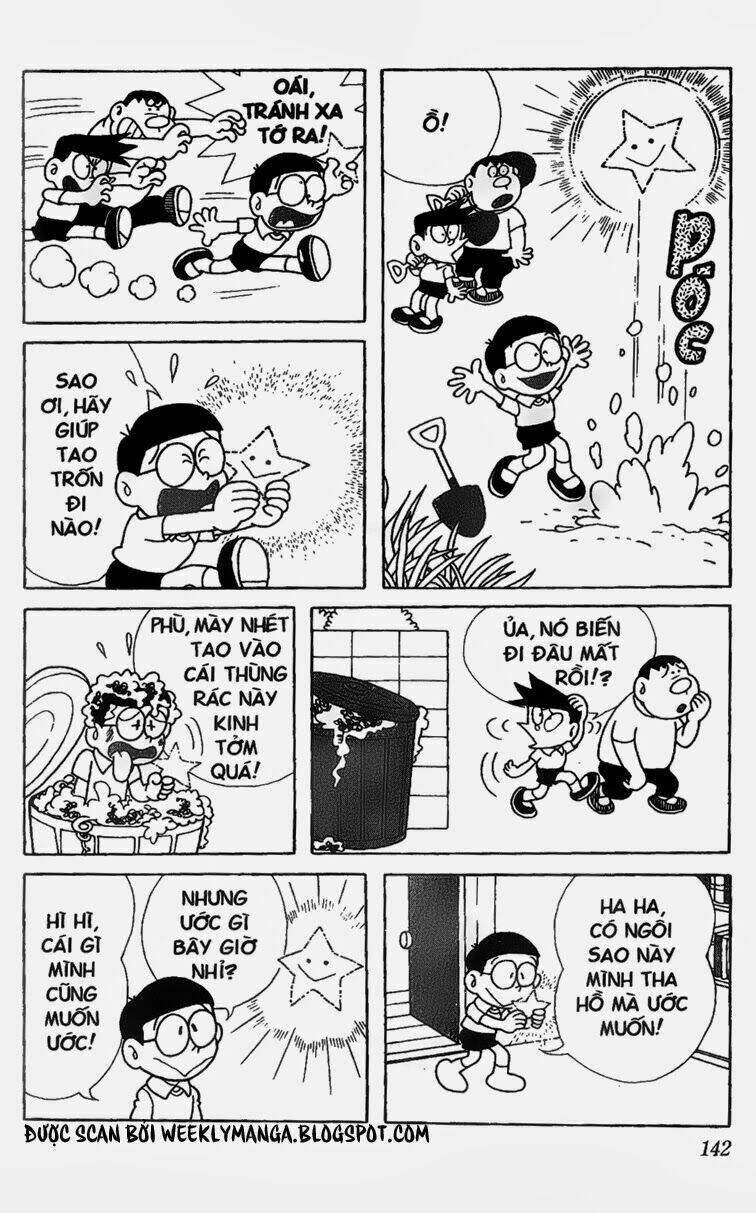 Ồ!
PÓC
OÁI,
TRÁNH XA
TỚ RA!
SAO
ƠI, HÃY
GIÚP
TAO
TRỐN
ĐI
NÀO!
ỦA, NÓ BIẾN
ĐI ĐÂU MẤT
RỒI!?
PHÙ, MÀY NHÉT
TAO VÀO
CÁI THÙNG
RÁC NÀY
KINH
TỞM
QUÁ!
HA HA,
CÓ NGÔI
SAO NÀY
MÌNH THA
HỒ MÀ ƯỚC
MUỐN!
NHƯNG
ƯỚC GÌ
BÂY GIỜ
NHỈ?
HÌ HÌ,
CÁI GÌ
MÌNH
CŨNG
MUỐN
ƯỚC!
ĐƯỢC SCAN BỞI WEEKLYMANGA.BLOGSPOT.COM
142